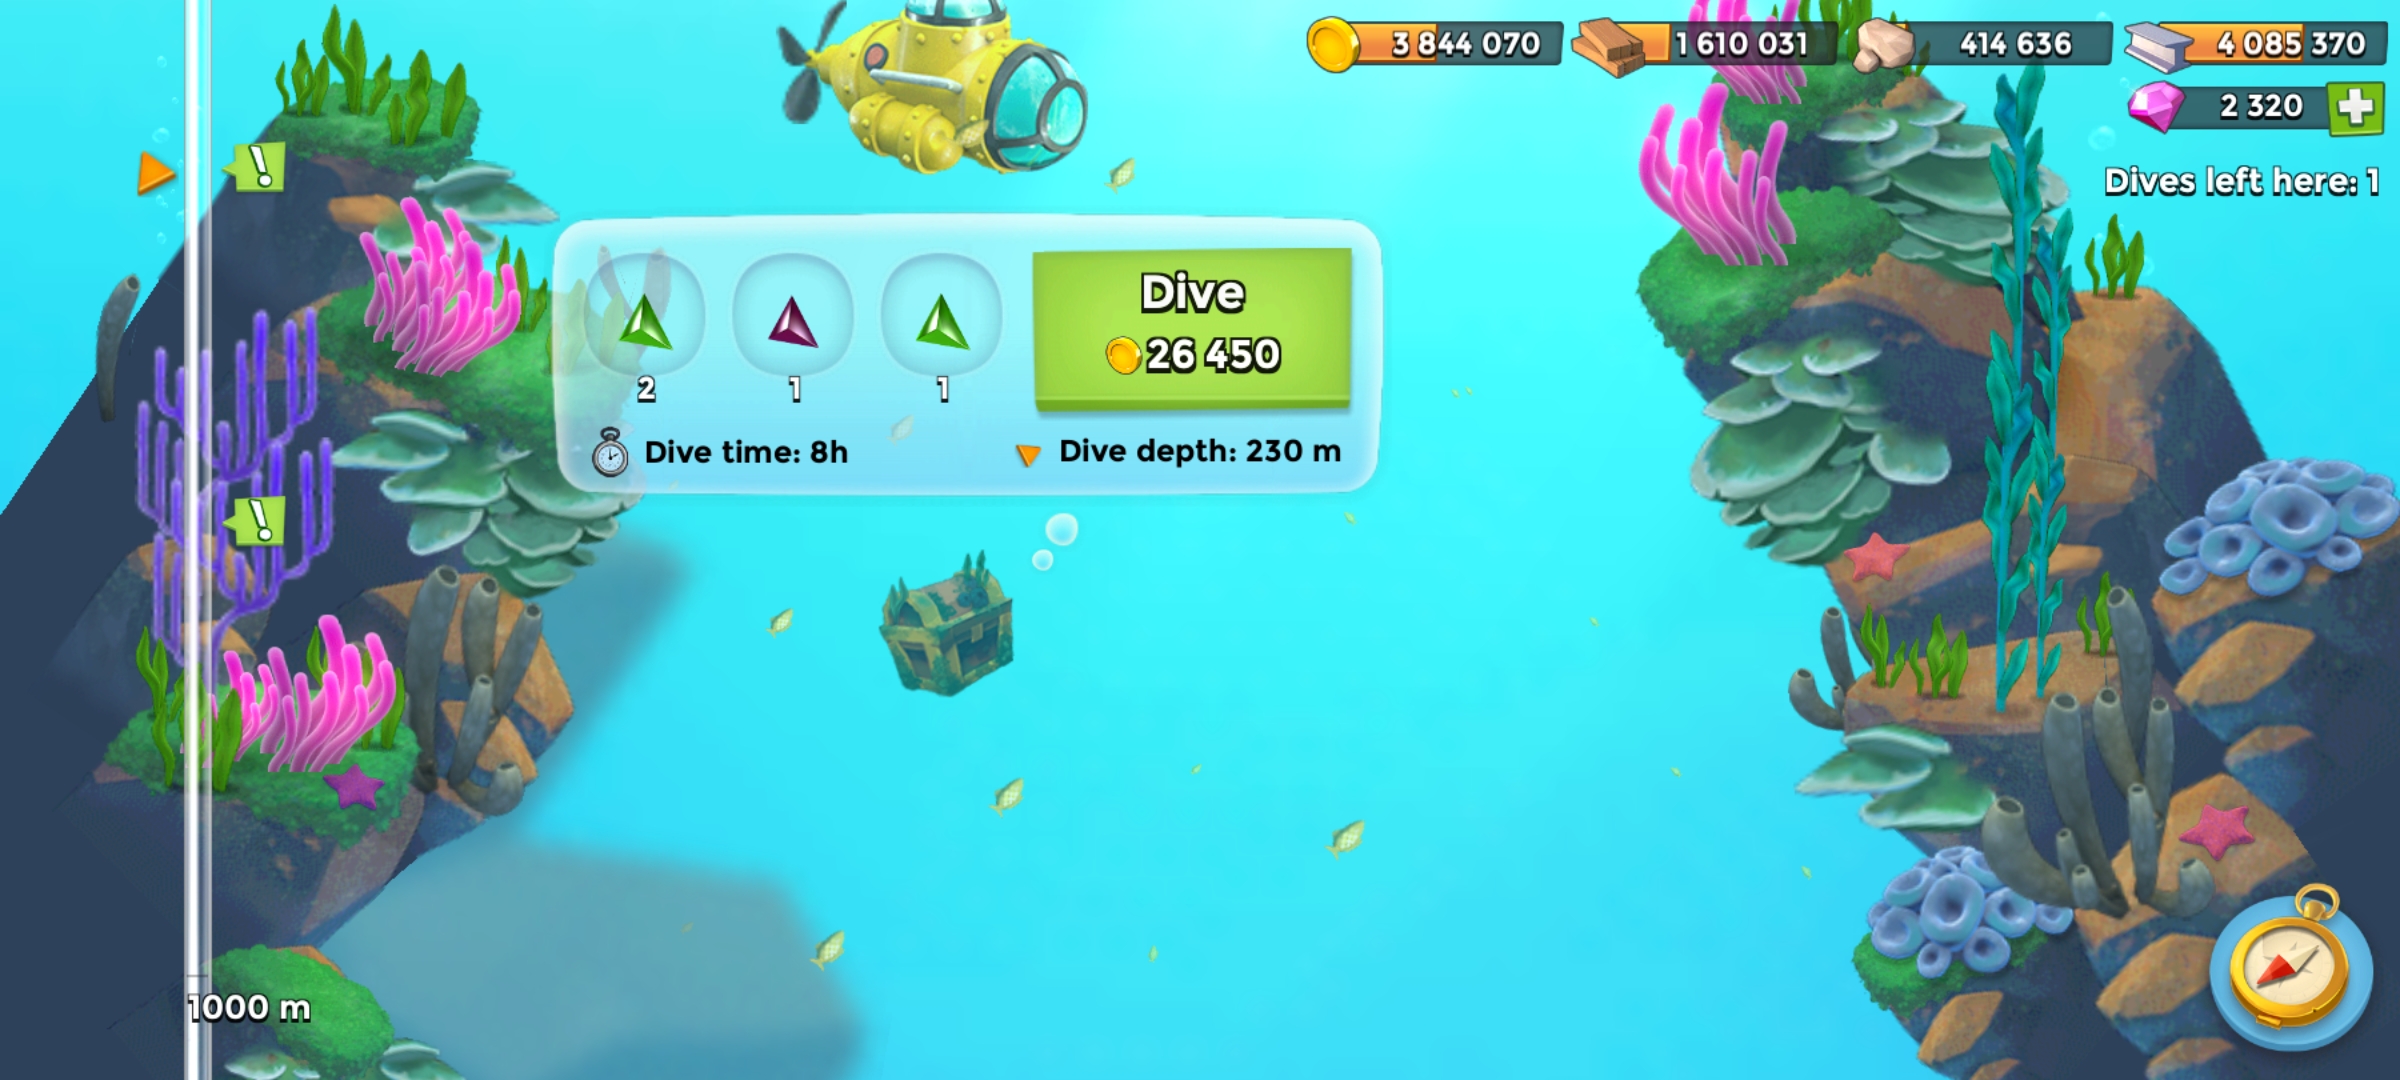 3 844 070
1 610 031
414 636
4 085 370
2 320
Dives left here: 1
Dive
26 450
2
1
1
Dive time: 8h
Dive depth: 230 m
1000 m